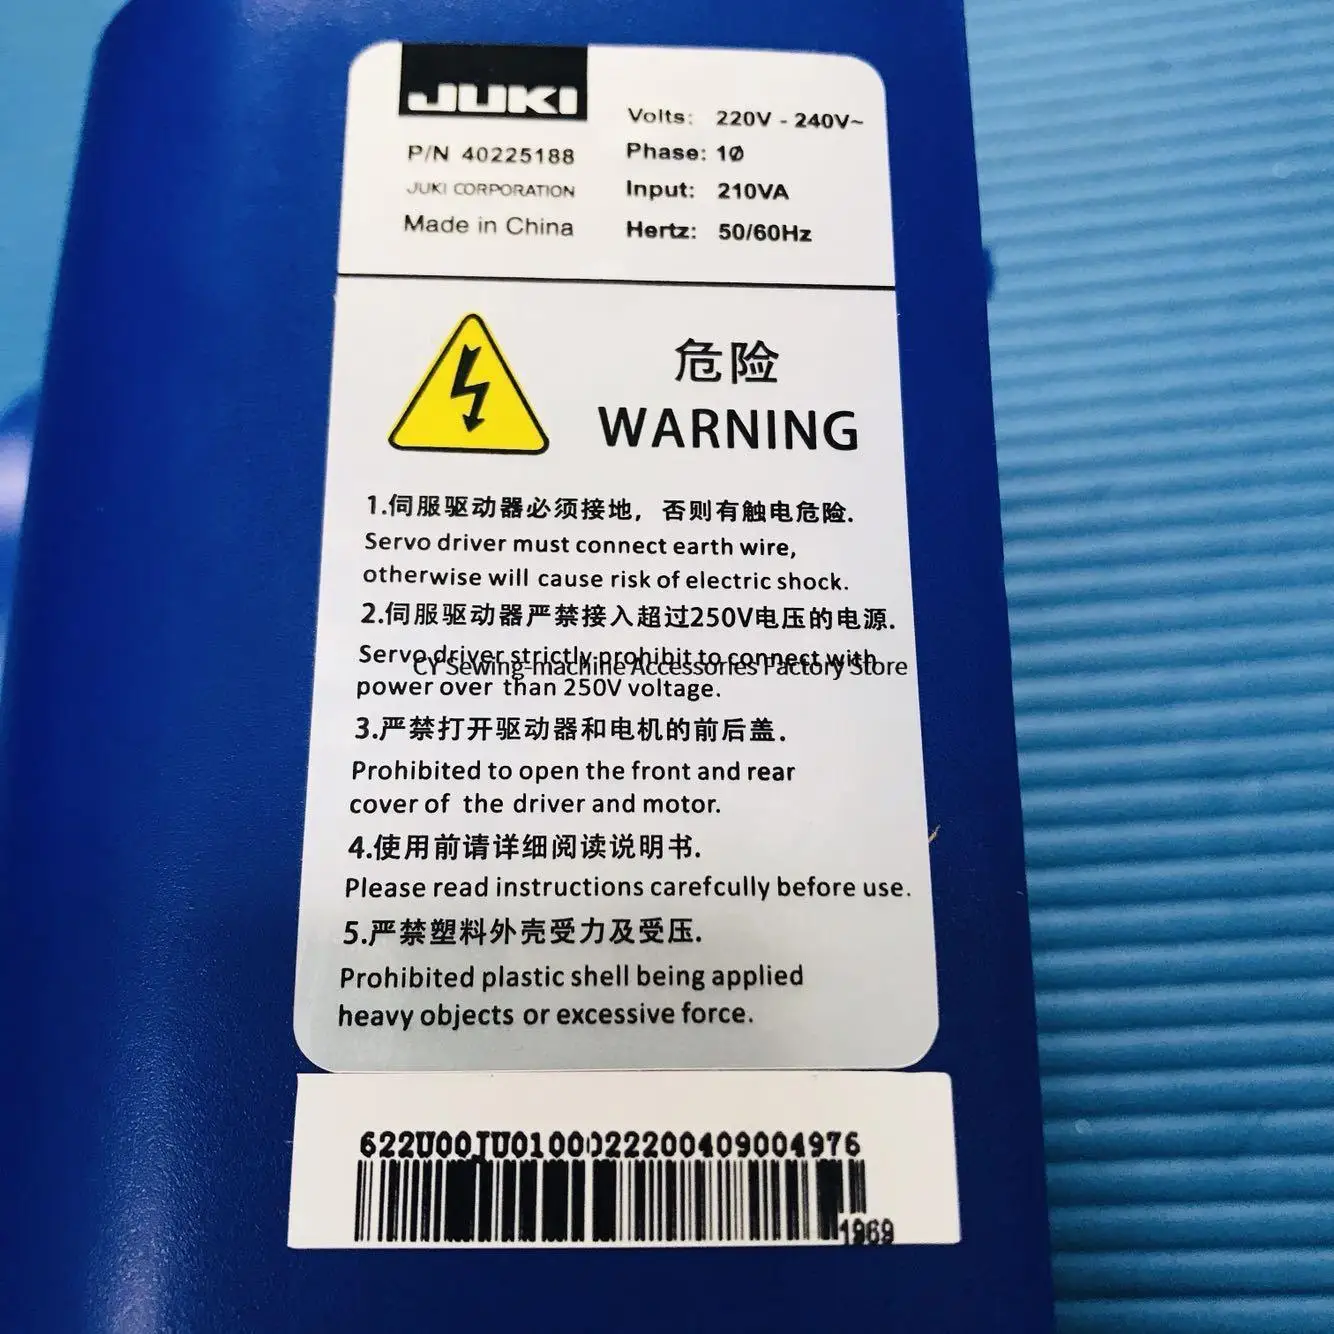 JUKI
P/N 40225188
JUKI CORPORATION
Made in China
Volts: 220V - 240V~
Phase: 1Ø
Input: 210VA
Hertz: 50/60Hz
危险
WARNING
1.伺服驱动器必须接地，否则有触电危险.
Servo driver must connect earth wire,
otherwise will cause risk of electric shock.
2.伺服驱动器严禁接入超过250V电压的电源.
Servo driver strictly prohibit to connect with
CY Sewing-machine Accessories Factory Store
power over than 250V voltage.
3.严禁打开驱动器和电机的前后盖.
Prohibited to open the front and rear
cover of the driver and motor.
4.使用前请详细阅读说明书.
Please read instructions carefcully before use.
5.严禁塑料外壳受力及受压.
Prohibited plastic shell being applied
heavy objects or excessive force.
622U00JU0100022200409004976
1969